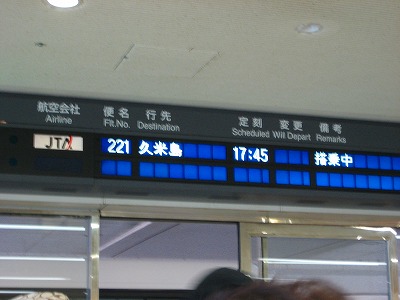 航空会社 便名 行先 定刻 変更 備考
Airline Flt.No. Destination Scheduled Will Depart Remarks
JTA 221 久米島 17:45 搭乗中